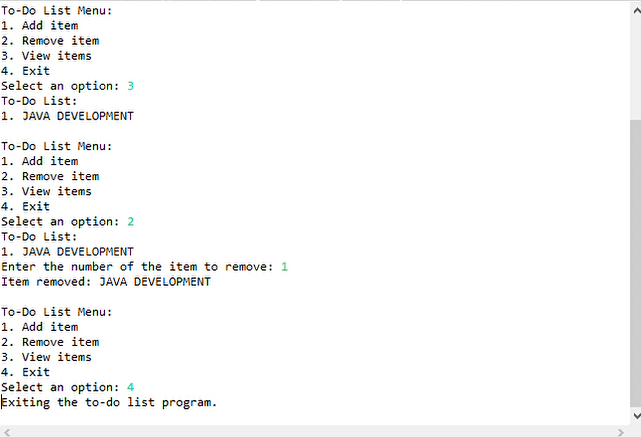 To-Do List Menu:
1. Add item
2. Remove item
3. View items
4. Exit
Select an option: 3
To-Do List:
1. JAVA DEVELOPMENT
To-Do List Menu:
1. Add item
2. Remove item
3. View items
4. Exit
Select an option: 2
To-Do List:
1. JAVA DEVELOPMENT
Enter the number of the item to remove: 1
Item removed: JAVA DEVELOPMENT
To-Do List Menu:
1. Add item
2. Remove item
3. View items
4. Exit
Select an option: 4
Exiting the to-do list program.